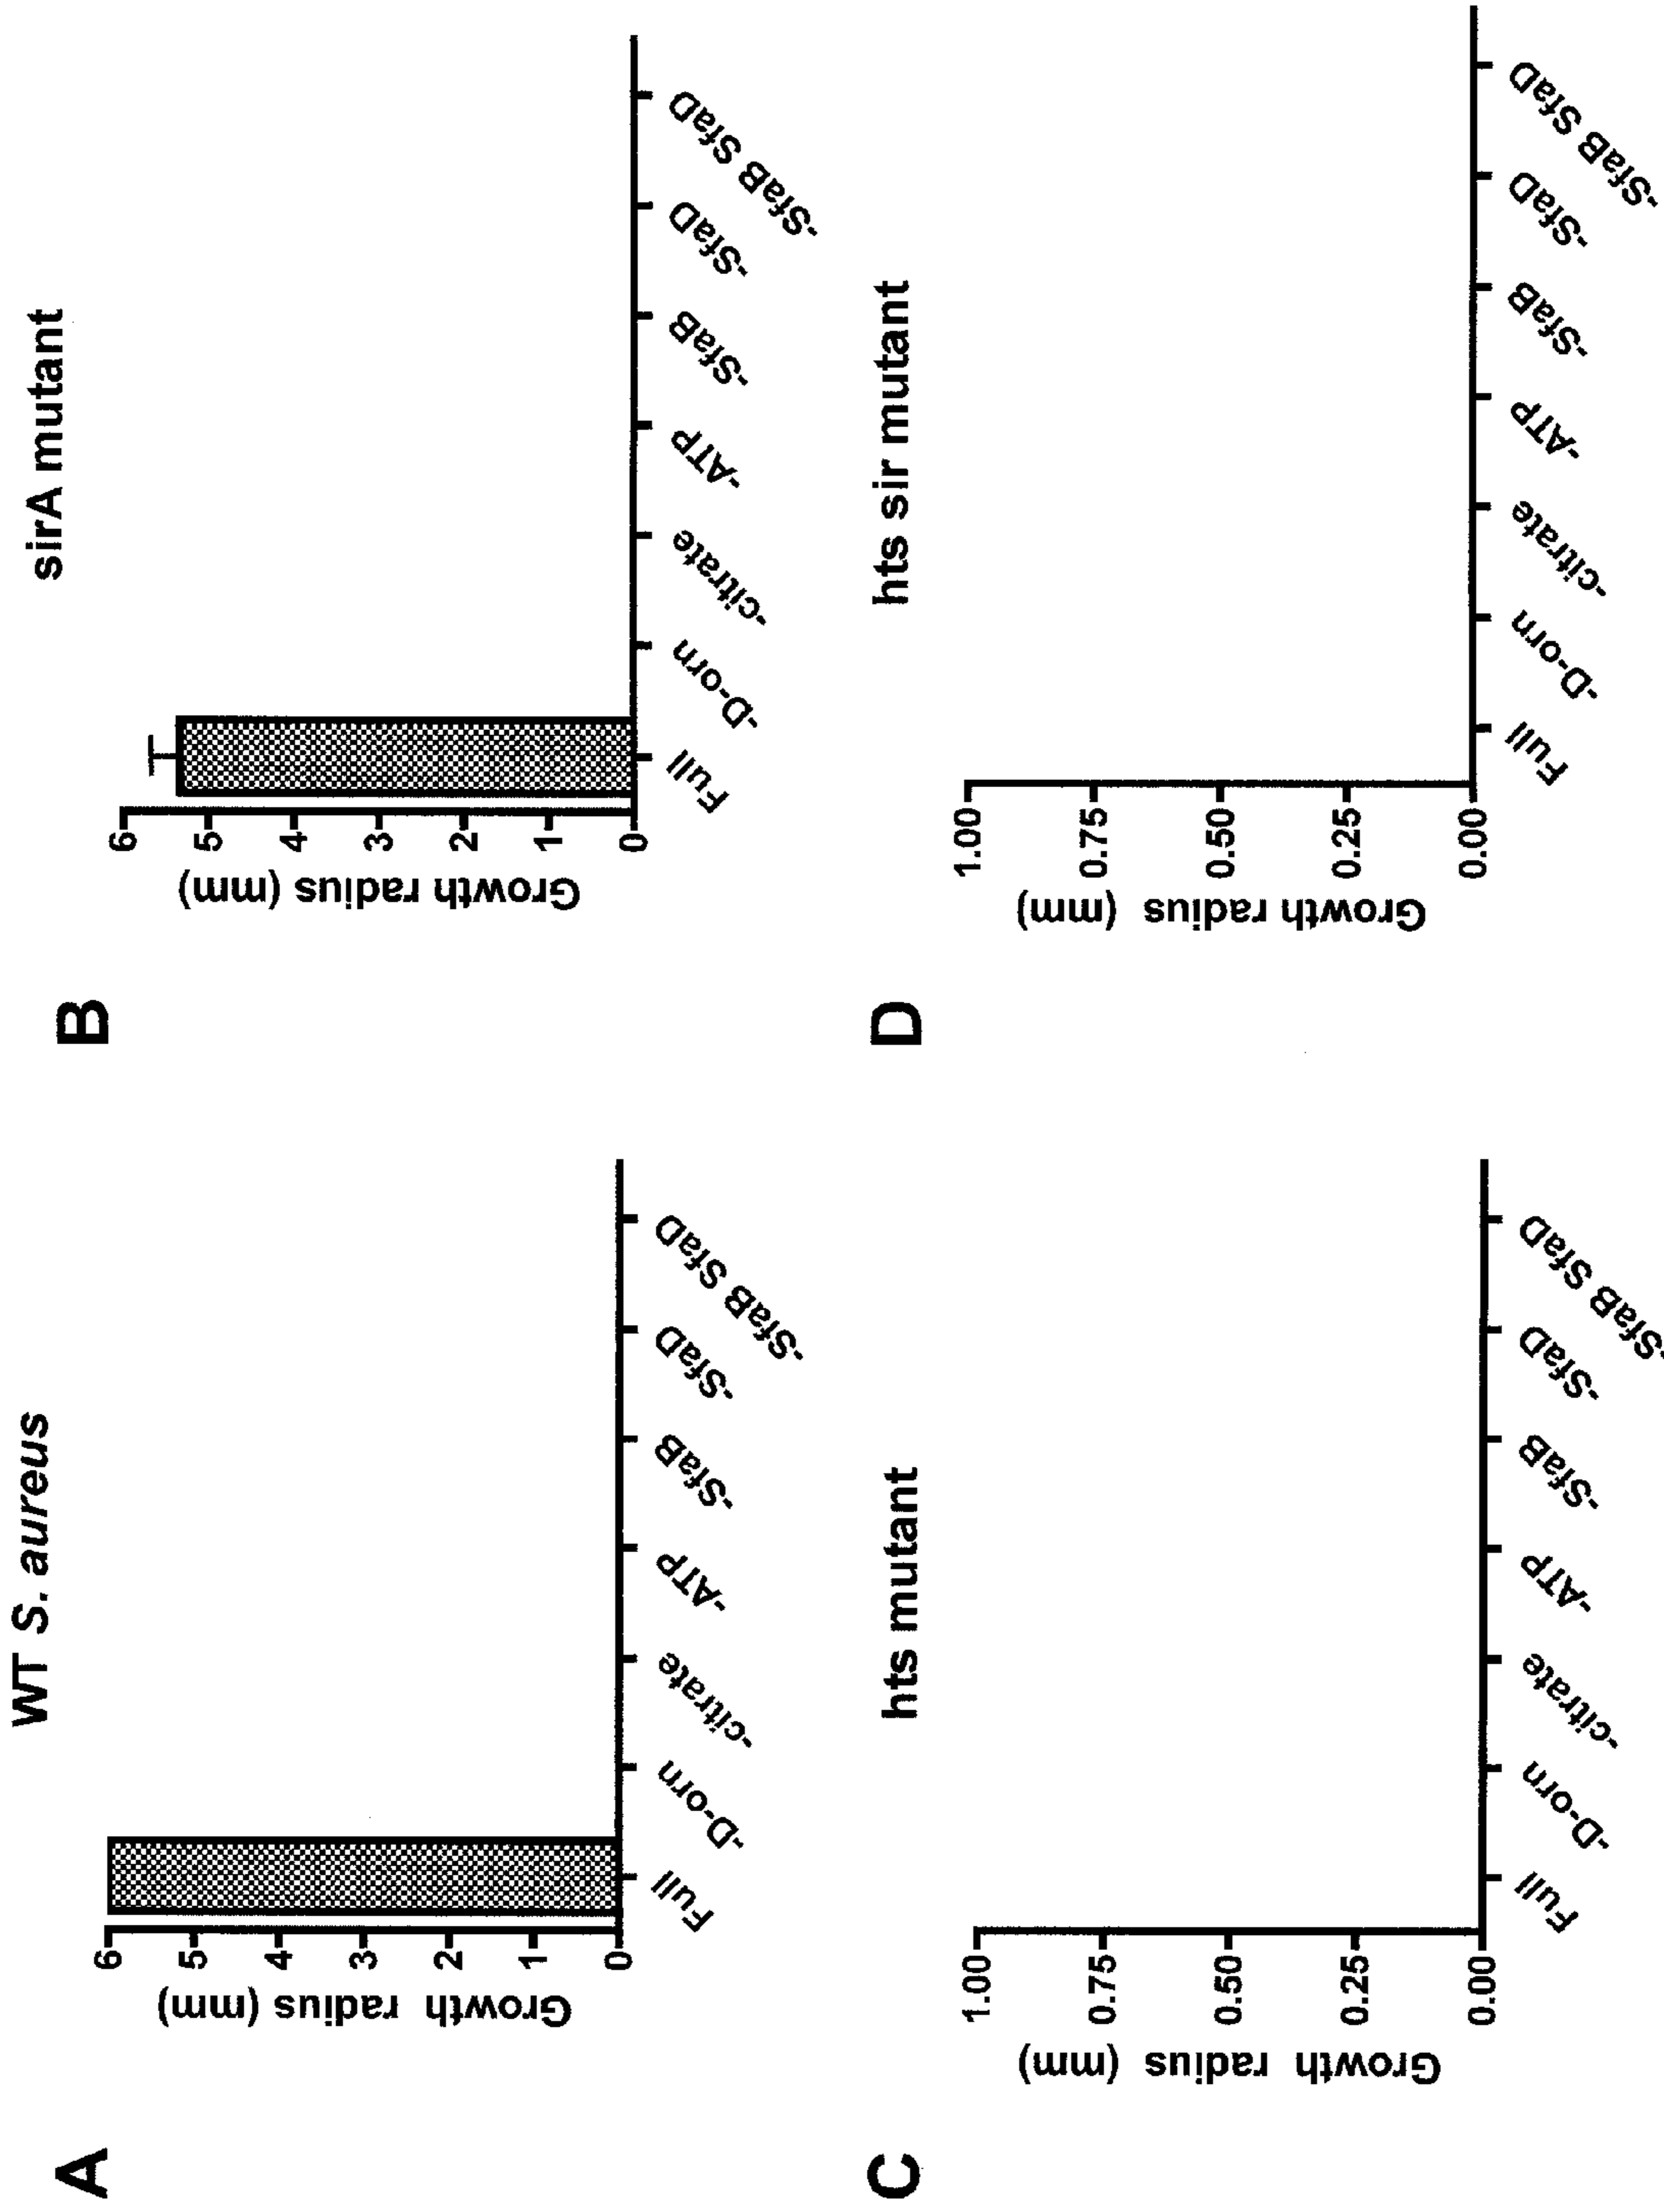 A
WT S. aureus
Growth radius (mm)
6
5
4
3
2
1
0
Full
-D-orn
-citrate
-ATP
-SfaB
-SfaD
-SfaB SfaD
B
sirA mutant
Growth radius (mm)
6
5
4
3
2
1
0
Full
-D-orn
-citrate
-ATP
-SfaB
-SfaD
-SfaB SfaD
C
hts mutant
Growth radius (mm)
1.00
0.75
0.50
0.25
0.00
Full
-D-orn
-citrate
-ATP
-SfaB
-SfaD
-SfaB SfaD
D
hts sir mutant
Growth radius (mm)
1.00
0.75
0.50
0.25
0.00
Full
-D-orn
-citrate
-ATP
-SfaB
-SfaD
-SfaB SfaD